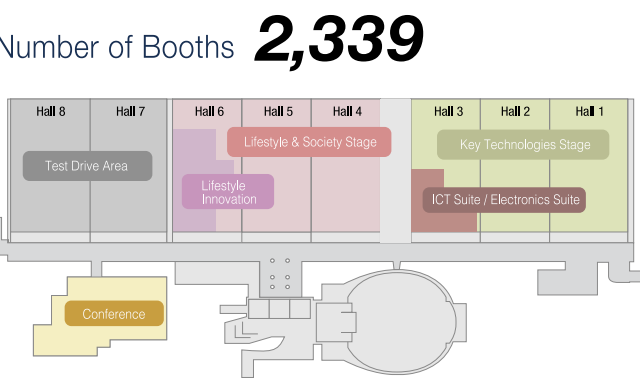 Number of Booths 2,339
Hall 8 Hall 7 Hall 6 Hall 5 Hall 4 Hall 3 Hall 2 Hall 1
Lifestyle & Society Stage
Key Technologies Stage
Test Drive Area
Lifestyle
Innovation
ICT Suite / Electronics Suite
Conference